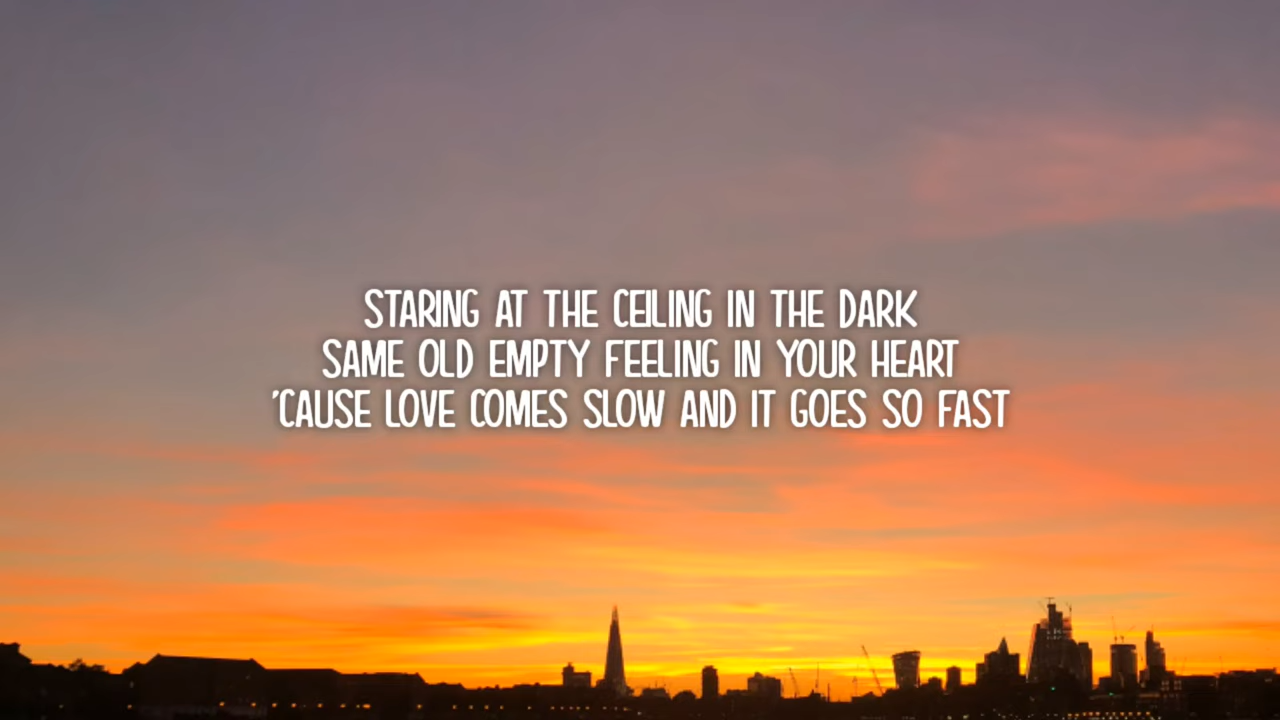 STARING AT THE CEILING IN THE DARK
SAME OLD EMPTY FEELING IN YOUR HEART
'CAUSE LOVE COMES SLOW AND IT GOES SO FAST